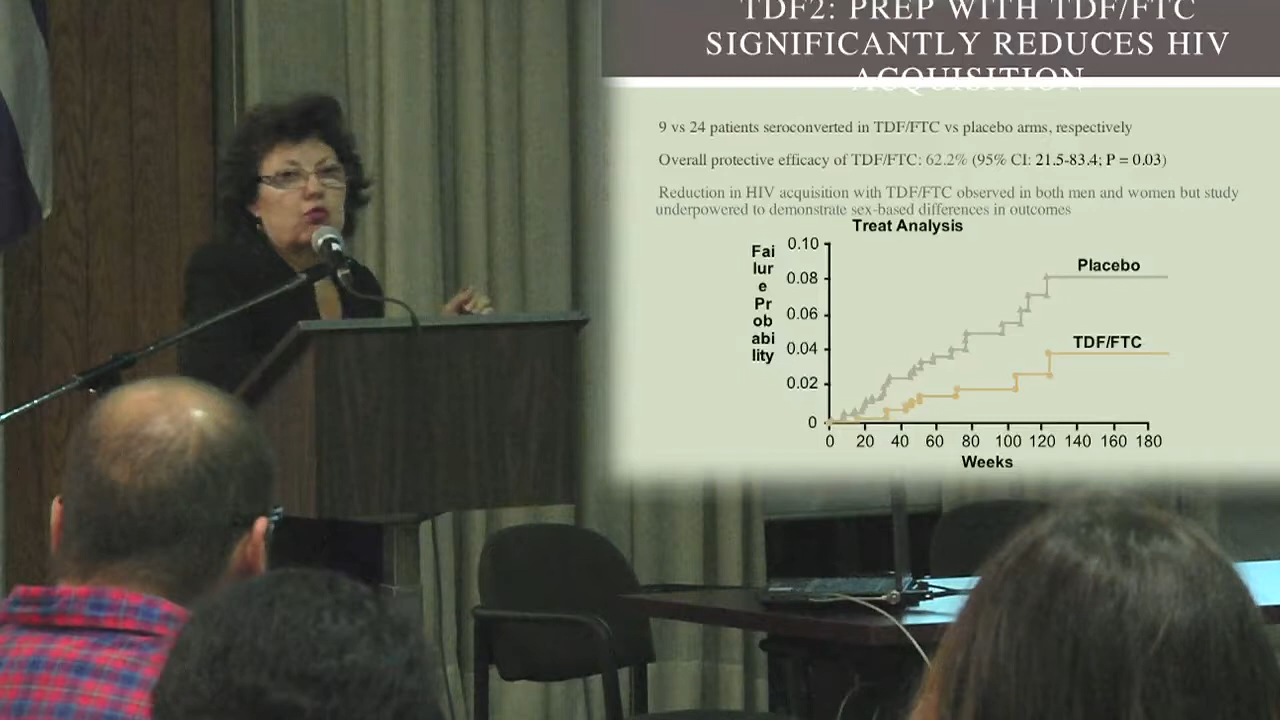 TDF2: PREP WITH TDF/FTC
SIGNIFICANTLY REDUCES HIV
ACQUISITION
9 vs 24 patients seroconverted in TDF/FTC vs placebo arms, respectively
Overall protective efficacy of TDF/FTC: 62.2% (95% CI: 21.5-83.4; P = 0.03)
Reduction in HIV acquisition with TDF/FTC observed in both men and women but study
underpowered to demonstrate sex-based differences in outcomes
Treat Analysis
Fai
lur
e
Pr
ob
abi
lity
0.10
0.08
0.06
0.04
0.02
0
Placebo
TDF/FTC
0 20 40 60 80 100 120 140 160 180
Weeks